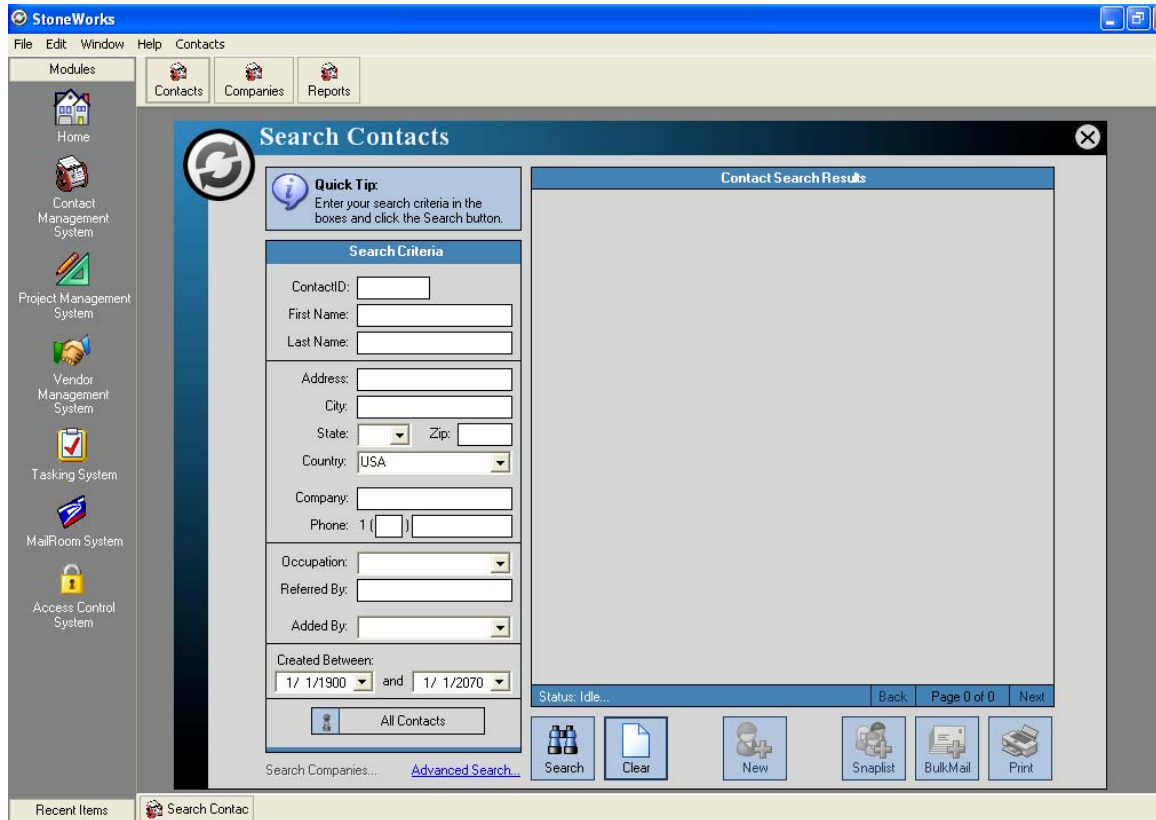 StoneWorks
File Edit Window Help Contacts
Modules
Contacts Companies Reports
Home
Contact
Management
System
Project Management
System
Vendor
Management
System
Tasking System
MailRoom System
Access Control
System
Recent Items
Search Contacts
Quick Tip:
Enter your search criteria in the
boxes and click the Search button.
Search Criteria
ContactID:
First Name:
Last Name:
Address:
City:
State: Zip:
Country: USA
Company:
Phone: 1 ( )
Occupation:
Referred By:
Added By:
Created Between:
1/ 1/1900 and 1/ 1/2070
All Contacts
Search Companies... Advanced Search...
Contact Search Results
Status: Idle... Back Page 0 of 0 Next
Search Clear New Snaplist BulkMail Print
Search Contac